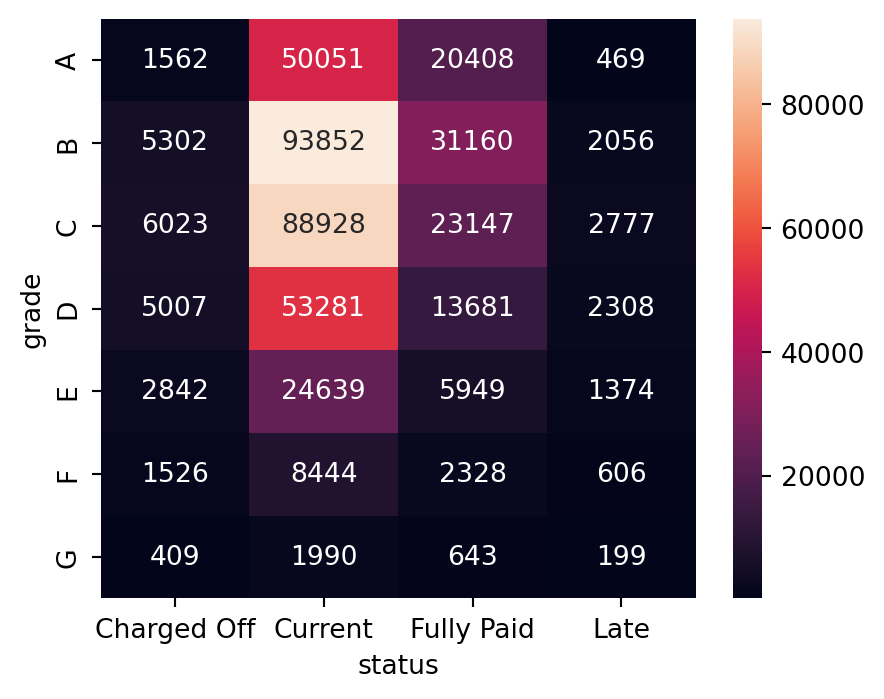 A 1562 50051 20408 469
B 5302 93852 31160 2056
C 6023 88928 23147 2777
D 5007 53281 13681 2308
E 2842 24639 5949 1374
F 1526 8444 2328 606
G 409 1990 643 199
grade
Charged Off Current Fully Paid Late
status
80000
60000
40000
20000